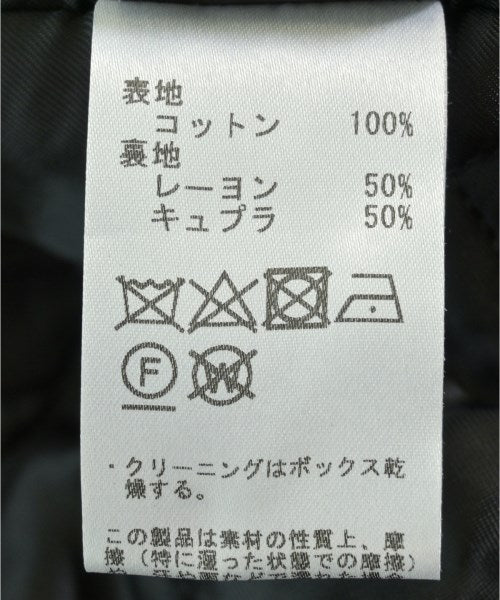 表地
コットン 100%
裏地
レーヨン 50%
キュプラ 50%
F
W
・クリーニングはボックス乾
燥する。
この製品は素材の性質上、摩
擦（特に湿った状態での摩擦）